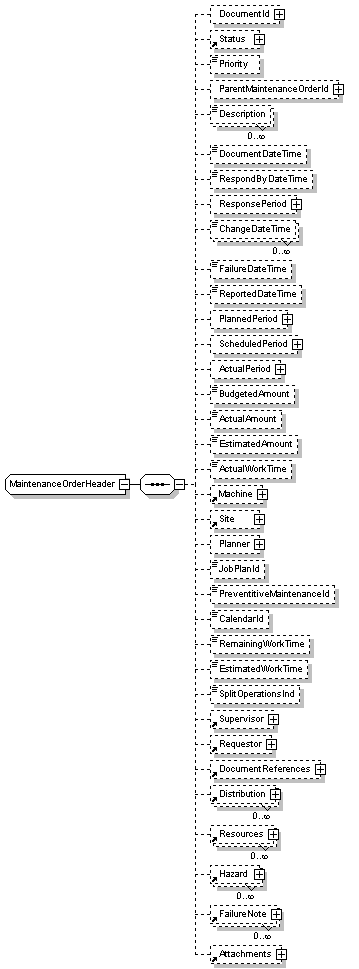 DocumentId
Status
Priority
ParentMaintenanceOrderId
Description
0..∞
DocumentDateTime
RespondByDateTime
ResponsePeriod
ChangeDateTime
0..∞
FailureDateTime
ReportedDateTime
PlannedPeriod
ScheduledPeriod
ActualPeriod
BudgetedAmount
ActualAmount
EstimatedAmount
ActualWorkTime
MaintenanceOrderHeader
Machine
Site
Planner
JobPlanId
PreventitiveMaintenanceId
CalendarId
RemainingWorkTime
EstimatedWorkTime
SplitOperationsInd
Supervisor
Requestor
DocumentReferences
Distribution
0..∞
Resources
0..∞
Hazard
0..∞
FailureNote
0..∞
Attachments